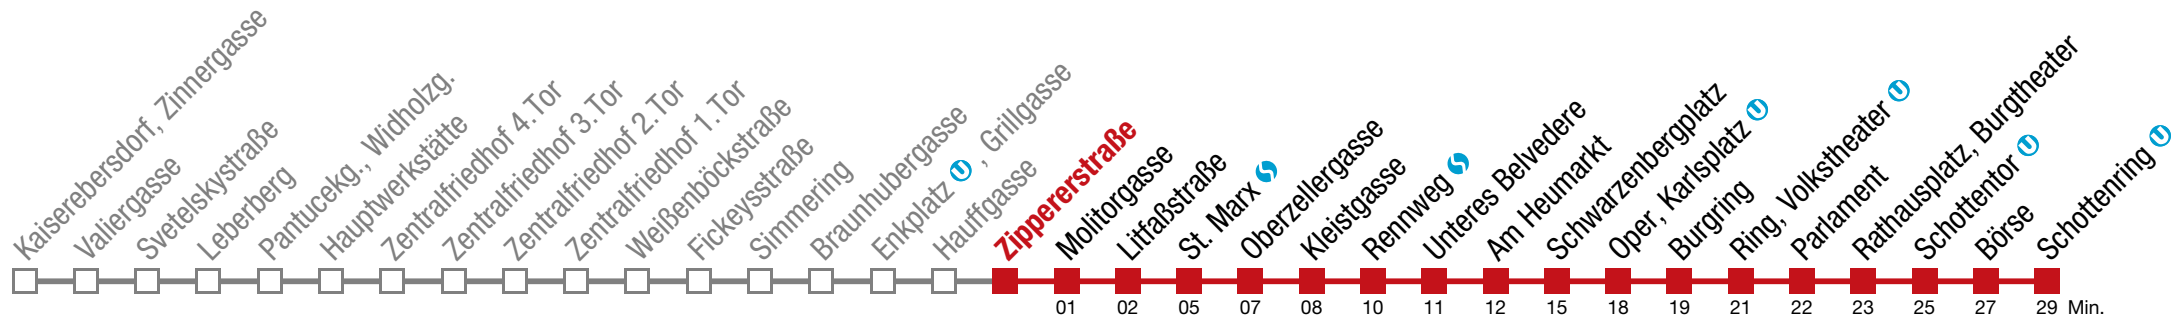 Kaiserebersdorf, Zinnergasse
Valiergasse
Svetelskystraße
Leberberg
Pantucekg., Widholzg.
Hauptwerkstätte
Zentralfriedhof 4.Tor
Zentralfriedhof 3.Tor
Zentralfriedhof 2.Tor
Zentralfriedhof 1.Tor
Weißenböckstraße
Fickeysstraße
Simmering
Braunhubergasse
Enkplatz U , Grillgasse
Hauffgasse
Zippererstraße
Molitorgasse
Litfaßstraße
St. Marx S
Oberzellergasse
Kleistgasse
Rennweg S
Unteres Belvedere
Am Heumarkt
Schwarzenbergplatz
Oper, Karlsplatz U
Burgring
Ring, Volkstheater U
Parlament
Rathausplatz, Burgtheater
Schottentor U
Börse
Schottenring U
01 02 05 07 08 10 11 12 15 18 19 21 22 23 25 27 29 Min.